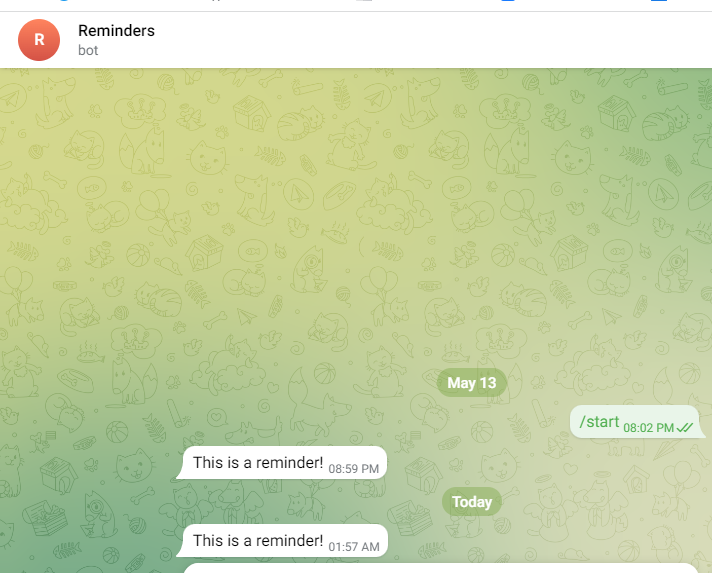 R
Reminders
bot
May 13
/start 08:02 PM
This is a reminder! 08:59 PM
Today
This is a reminder! 01:57 AM